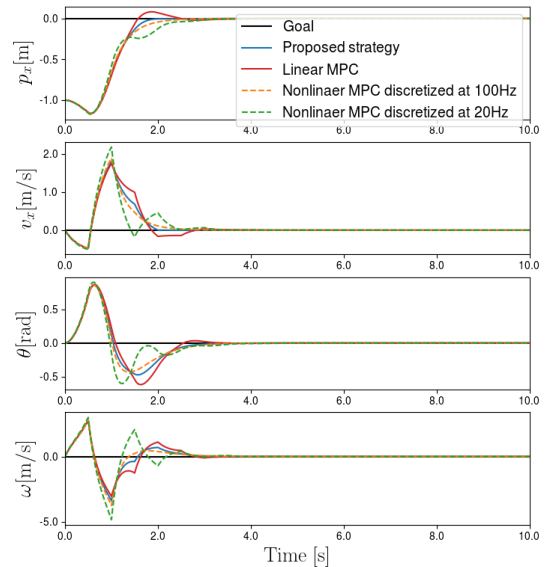 0.0
-1.0
p_x[m]
Goal
Proposed strategy
Linear MPC
Nonlinaer MPC discretized at 100Hz
Nonlinaer MPC discretized at 20Hz
0.0 2.0 4.0 6.0 8.0 10.0
2.0
1.0
0.0
v_x[m/s]
0.0 2.0 4.0 6.0 8.0 10.0
0.5
0.0
-0.5
θ[rad]
0.0 2.0 4.0 6.0 8.0 10.0
0.0
-5.0
ω[m/s]
0.0 2.0 4.0 6.0 8.0 10.0
Time [s]